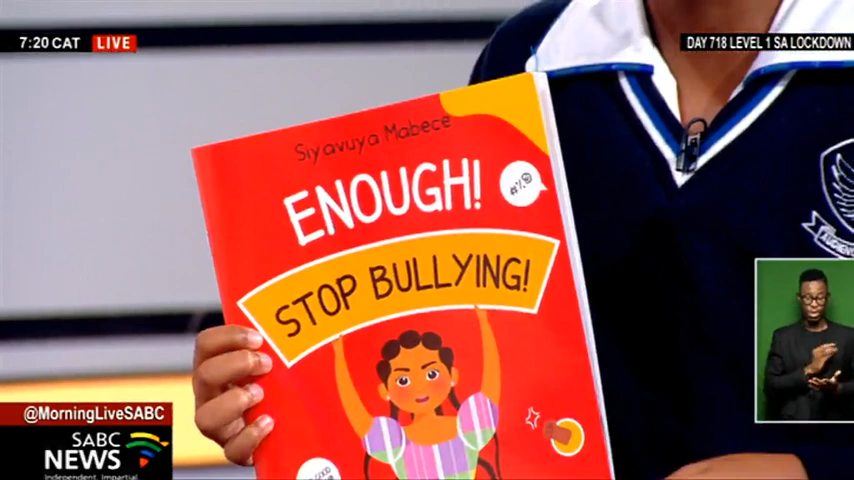 7:20 CAT LIVE
DAY 718 LEVEL 1 SA LOCKDOWN
Siyavuya Mabece
ENOUGH!
#%@
STOP BULLYING!
@MorningLiveSABC
SABC
NEWS
Independent. Impartial